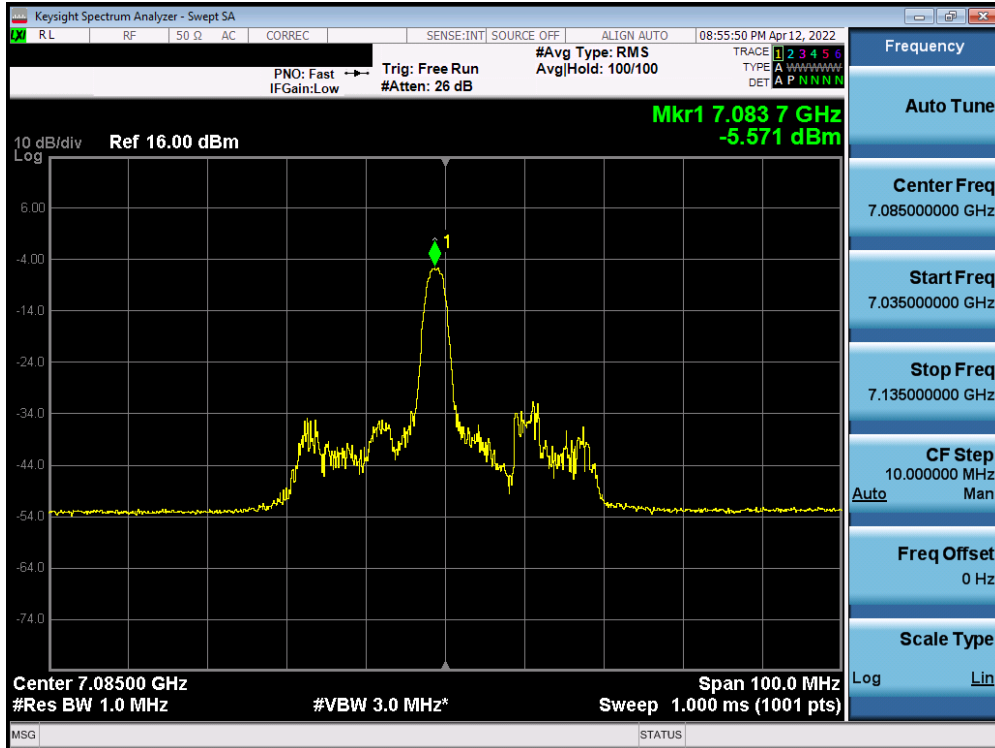 Keysight Spectrum Analyzer - Swept SA
LXI RL RF 50 Ω AC CORREC SENSE:INT SOURCE OFF ALIGN AUTO 08:55:50 PM Apr 12, 2022
PNO: Fast
IFGain:Low
Trig: Free Run
#Atten: 26 dB
#Avg Type: RMS
Avg|Hold: 100/100
TRACE 1 2 3 4 5 6
TYPE A WWWWW
DET A P N N N N
Mkr1 7.083 7 GHz
-5.571 dBm
10 dB/div Ref 16.00 dBm
Log
1
6.00
-4.00
-14.0
-24.0
-34.0
-44.0
-54.0
-64.0
-74.0
Center 7.08500 GHz Span 100.0 MHz
#Res BW 1.0 MHz #VBW 3.0 MHz* Sweep 1.000 ms (1001 pts)
MSG STATUS
Frequency
Auto Tune
Center Freq
7.085000000 GHz
Start Freq
7.035000000 GHz
Stop Freq
7.135000000 GHz
CF Step
10.000000 MHz
Auto Man
Freq Offset
0 Hz
Scale Type
Log Lin